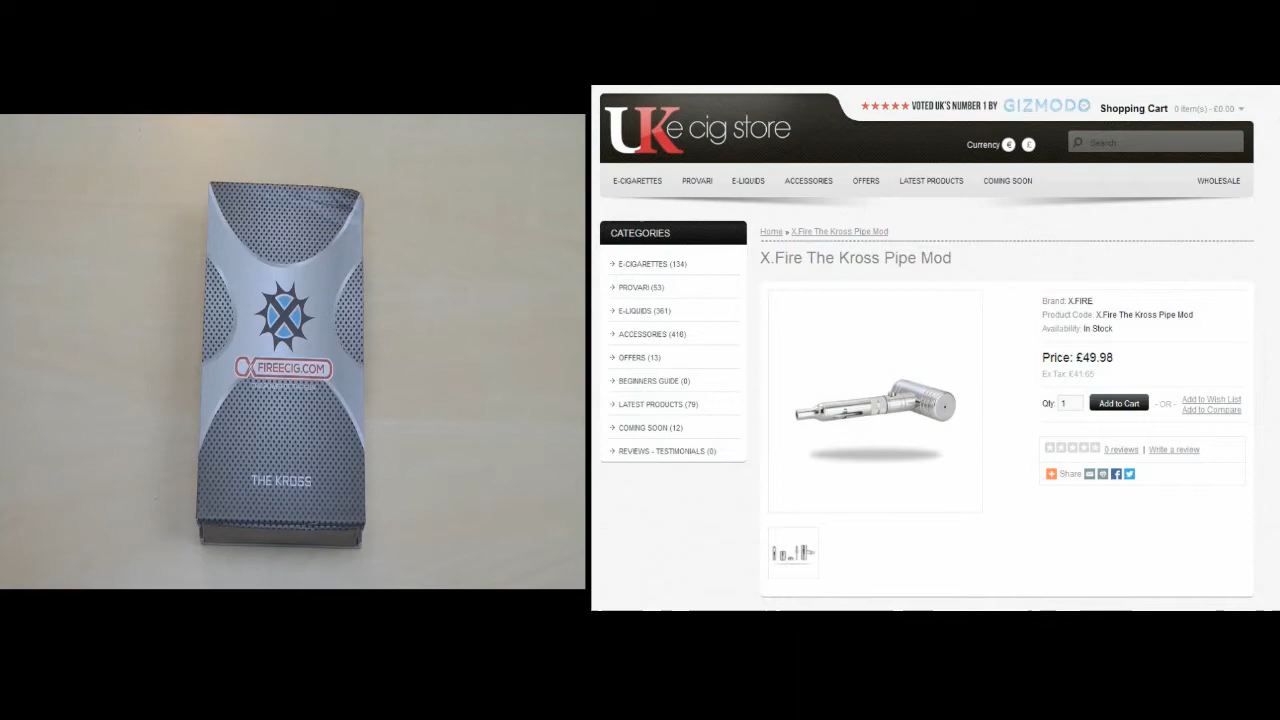 X
XFIREECIG.COM
THE KROSS
UKe cig store
VOTED UK'S NUMBER 1 BY GIZMODO
Shopping Cart 0 item(s) - £0.00
Currency € £
Search
E-CIGARETTES PROVARI E-LIQUIDS ACCESSORIES OFFERS LATEST PRODUCTS COMING SOON WHOLESALE
CATEGORIES
E-CIGARETTES (134)
PROVARI (53)
E-LIQUIDS (361)
ACCESSORIES (416)
OFFERS (13)
BEGINNERS GUIDE (0)
LATEST PRODUCTS (79)
COMING SOON (12)
REVIEWS - TESTIMONIALS (0)
Home » X.Fire The Kross Pipe Mod
X.Fire The Kross Pipe Mod
Brand: X.FIRE
Product Code: X.Fire The Kross Pipe Mod
Availability: In Stock
Price: £49.98
Ex Tax: £41.65
Qty: 1 Add to Cart - OR - Add to Wish List
Add to Compare
0 reviews | Write a review
Share